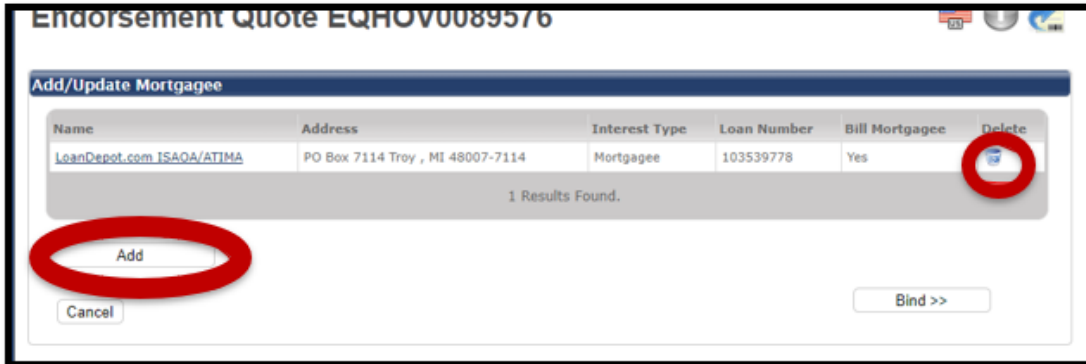 Endorsement Quote EQHOV0089576
US
Add/Update Mortgagee
Name Address Interest Type Loan Number Bill Mortgagee Delete
LoanDepot.com ISAOA/ATIMA PO Box 7114 Troy , MI 48007-7114 Mortgagee 103539778 Yes
1 Results Found.
Add
Bind >>
Cancel